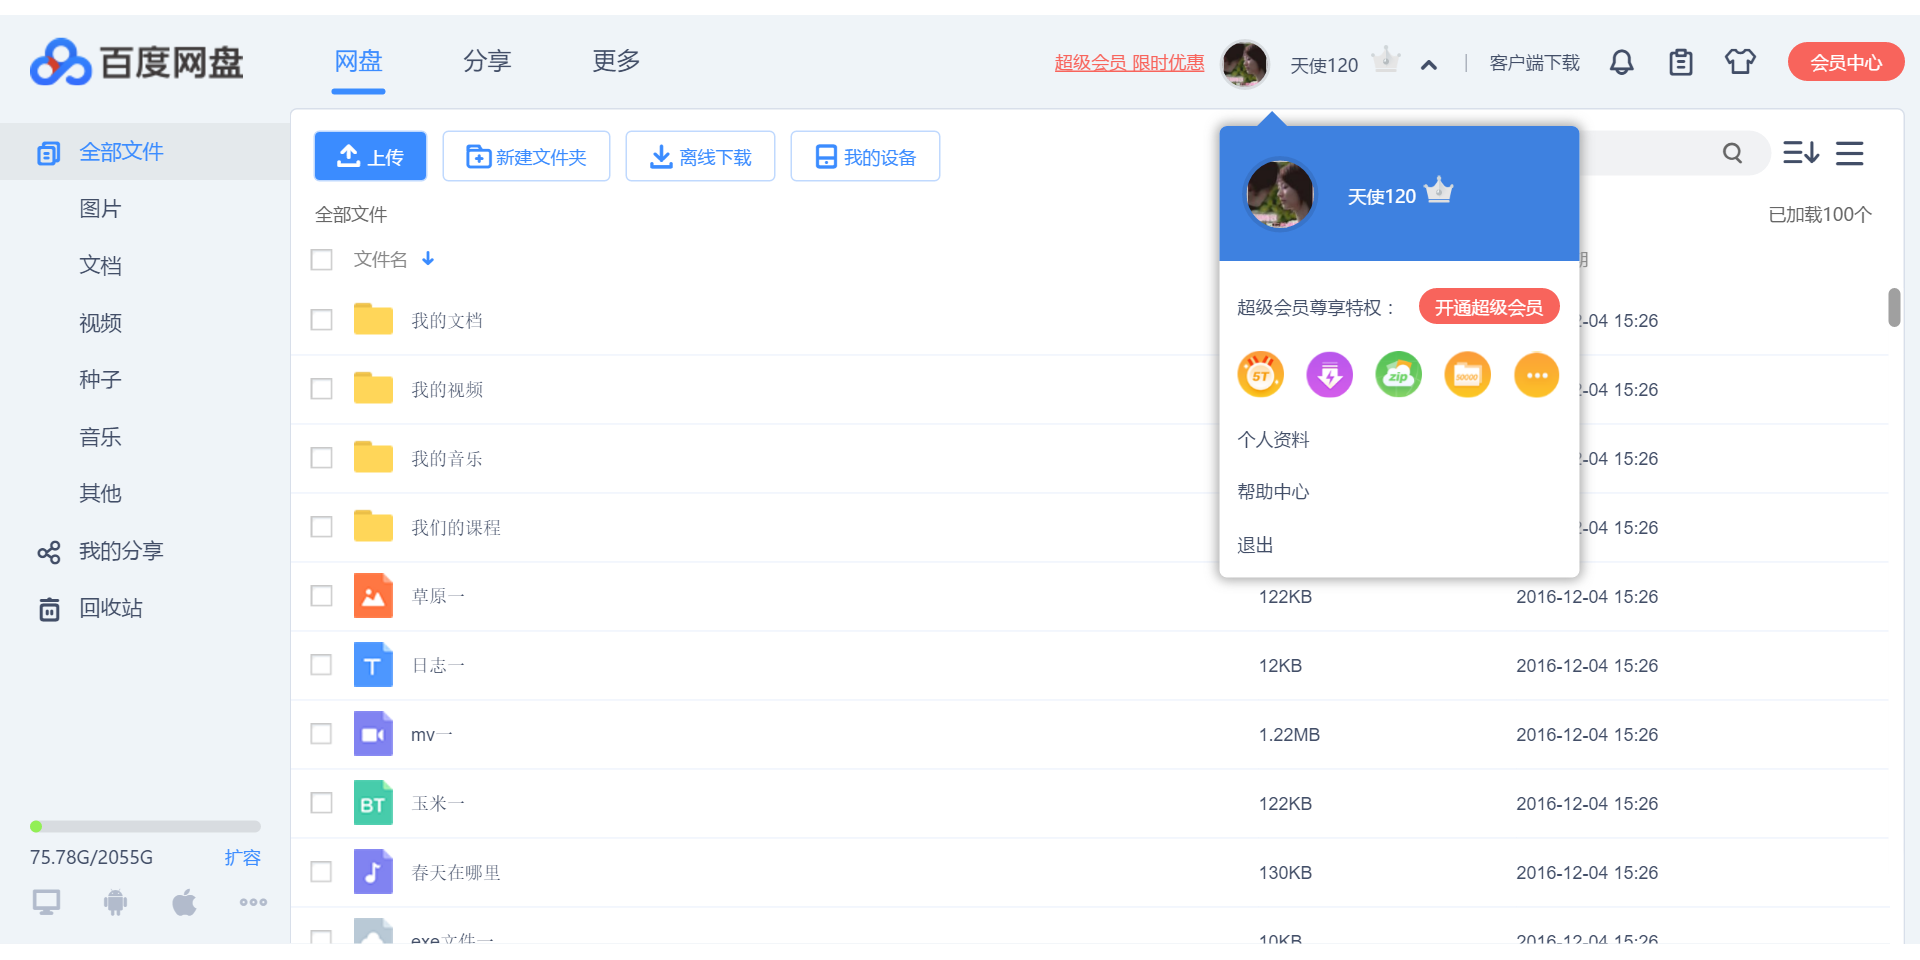 百度网盘
网盘
分享
更多
超级会员 限时优惠
天使120
客户端下载
会员中心
全部文件
图片
文档
视频
种子
音乐
其他
我的分享
回收站
75.78G/2055G
扩容
上传
新建文件夹
离线下载
我的设备
全部文件
已加载100个
文件名
期
我的文档
-04 15:26
我的视频
-04 15:26
我的音乐
-04 15:26
我们的课程
-04 15:26
草原一
122KB
2016-12-04 15:26
日志一
12KB
2016-12-04 15:26
mv一
1.22MB
2016-12-04 15:26
BT
玉米一
122KB
2016-12-04 15:26
春天在哪里
130KB
2016-12-04 15:26
exe文件一
10KB
2016-12-04 15:26
天使120
超级会员尊享特权：
开通超级会员
5T
zip
50000
个人资料
帮助中心
退出